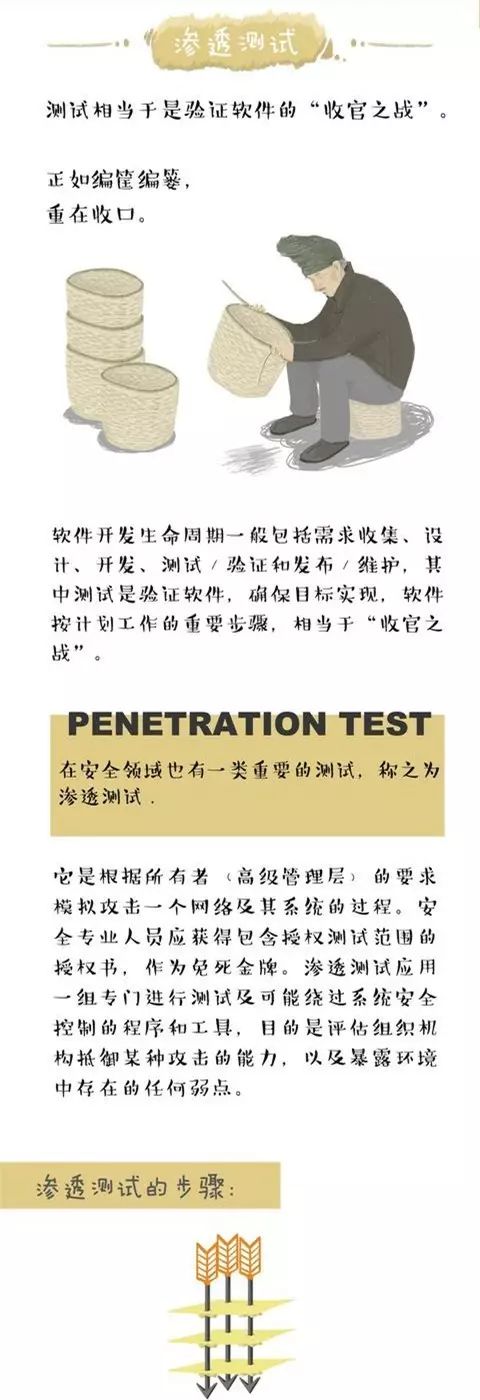 渗透测试
测试相当于是验证软件的“收官之战”。
正如编筐编篓，
重在收口。
软件开发生命周期一般包括需求收集、设
计、开发、测试/验证和发布/维护，其
中测试是验证软件，确保目标实现，软件
按计划工作的重要步骤，相当于“收官之
战”。
PENETRATION TEST
在安全领域也有一类重要的测试，称之为
渗透测试.
它是根据所有者（高级管理层）的要求
模拟攻击一个网络及其系统的过程。安
全专业人员应获得包含授权测试范围的
授权书，作为免死金牌。渗透测试应用
一组专门进行测试及可能绕过系统安全
控制的程序和工具，目的是评估组织机
构抵御某种攻击的能力，以及暴露环境
中存在的任何弱点。
渗透测试的步骤：